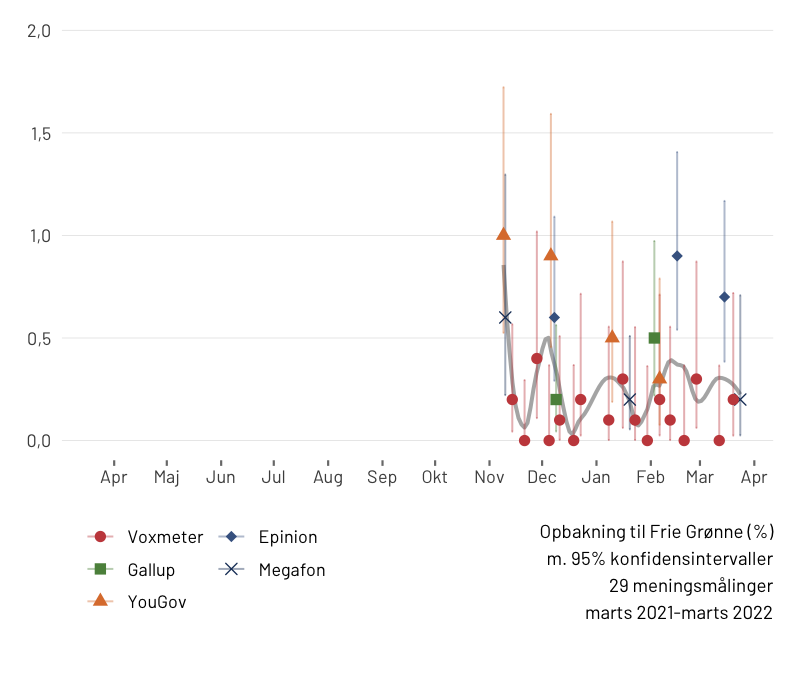 2,0
1,5
1,0
0,5
0,0
Apr Maj Jun Jul Aug Sep Okt Nov Dec Jan Feb Mar Apr
Voxmeter Epinion
Gallup Megafon
YouGov
Opbakning til Frie Grønne (%)
m. 95% konfidensintervaller
29 meningsmålinger
marts 2021-marts 2022